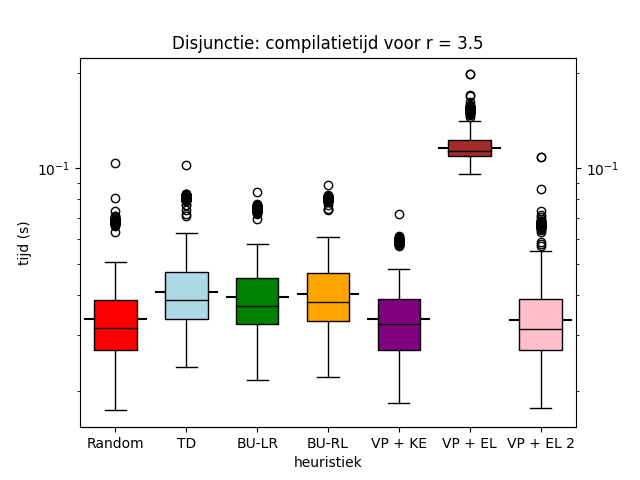 Disjunctie: compilatietijd voor r = 3.5
tijd (s)
10⁻¹
10⁻¹
Random TD BU-LR BU-RL VP + KE VP + EL VP + EL 2
heuristiek